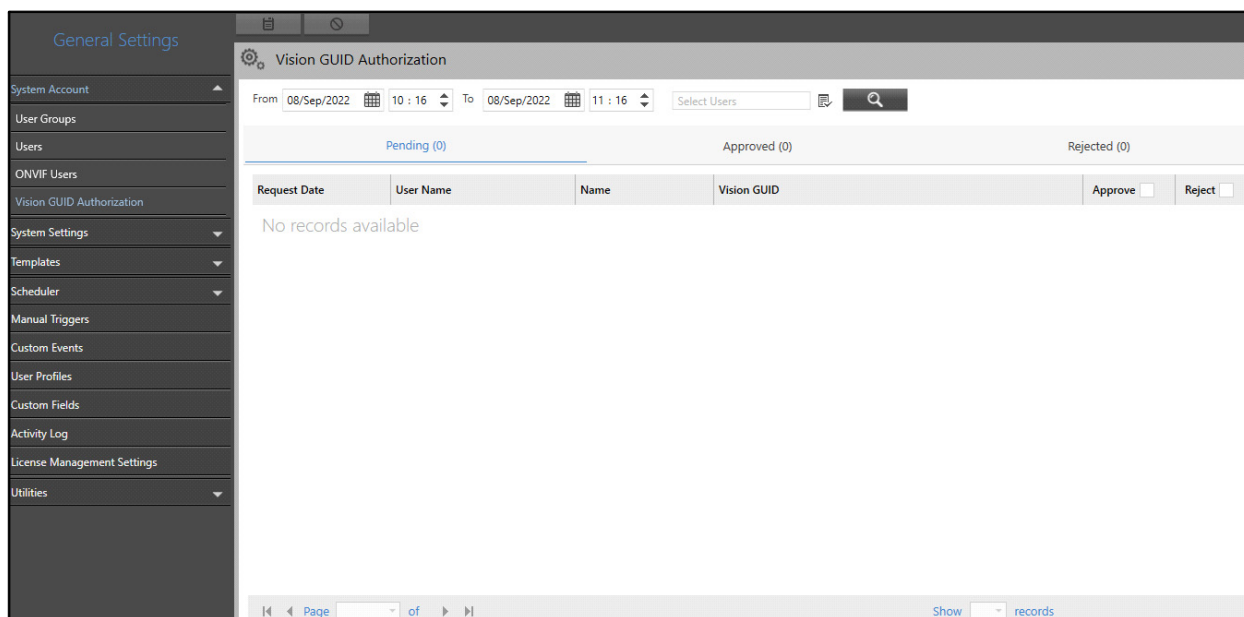 General Settings
System Account
User Groups
Users
ONVIF Users
Vision GUID Authorization
System Settings
Templates
Scheduler
Manual Triggers
Custom Events
User Profiles
Custom Fields
Activity Log
License Management Settings
Utilities
Vision GUID Authorization
From 08/Sep/2022 10 : 16 To 08/Sep/2022 11 : 16 Select Users
Pending (0) Approved (0) Rejected (0)
Request Date User Name Name Vision GUID Approve Reject
No records available
Page of Show records